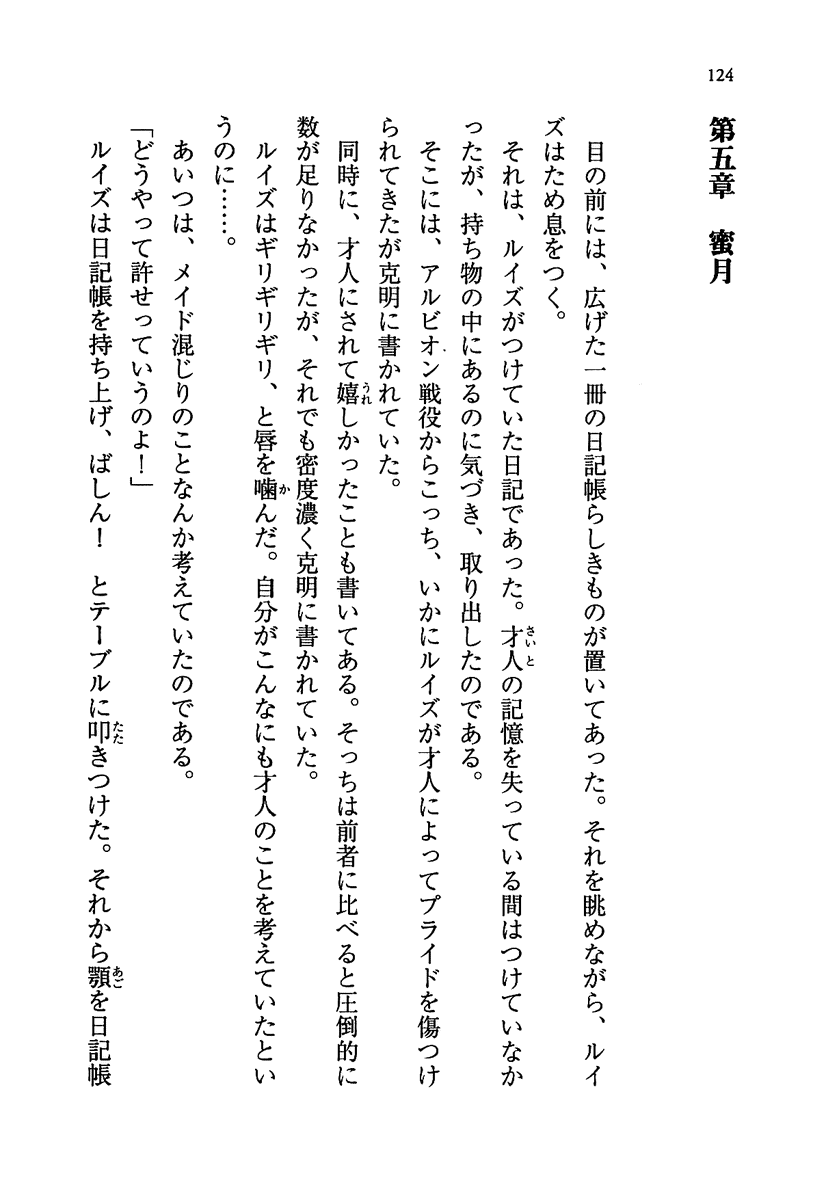 124
第五章　蜜月
　目の前には、広げた一冊の日記帳らしきものが置いてあった。それを眺めながら、ルイ
ズはため息をつく。
　それは、ルイズがつけていた日記であった。才人の記憶を失っている間はつけていなか
ったが、持ち物の中にあるのに気づき、取り出したのである。
　そこには、アルビオン戦役からこっち、いかにルイズが才人によってプライドを傷つけ
られてきたが克明に書かれていた。
　同時に、才人にされて嬉しかったことも書いてある。そっちは前者に比べると圧倒的に
数が足りなかったが、それでも密度濃く克明に書かれていた。
　ルイズはギリギリギリ、と唇を噛んだ。自分がこんなにも才人のことを考えていたとい
うのに……。
　あいつは、メイド混じりのことなんか考えていたのである。
「どうやって許せっていうのよ！」
　ルイズは日記帳を持ち上げ、ばしん！　とテーブルに叩きつけた。それから顎を日記帳